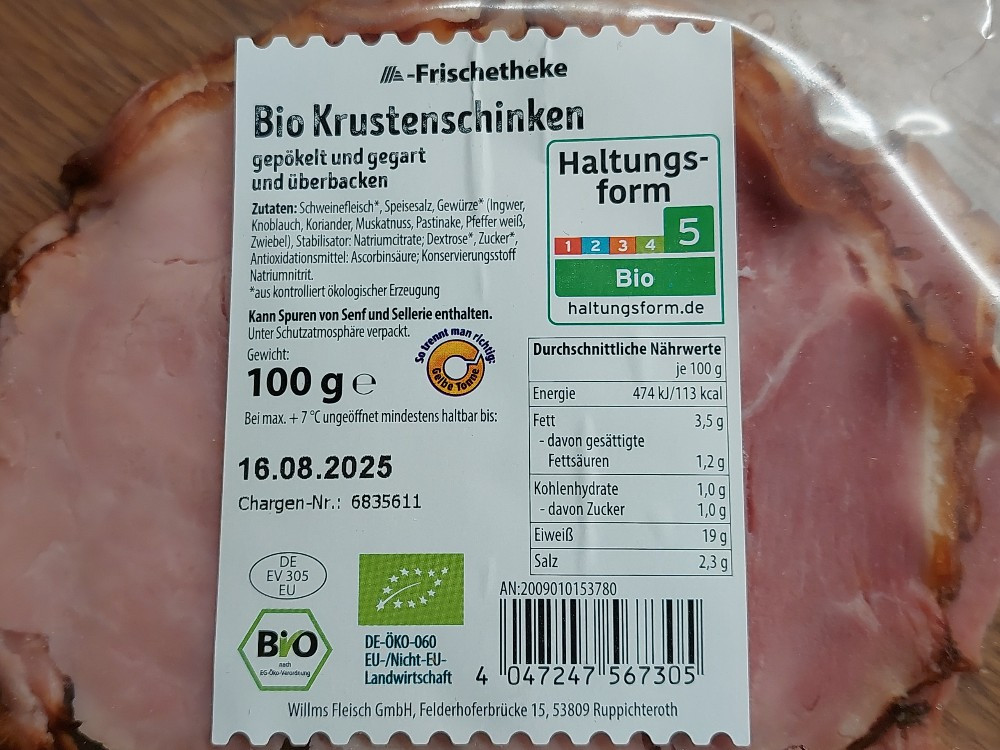 -Frischetheke
Bio Krustenschinken
gepökelt und gegart
und überbacken
Zutaten: Schweinefleisch*, Speisesalz, Gewürze* (Ingwer,
Knoblauch, Koriander, Muskatnuss, Pastinake, Pfeffer weiß,
Zwiebel), Stabilisator: Natriumcitrate; Dextrose*, Zucker*,
Antioxidationsmittel: Ascorbinsäure; Konservierungsstoff
Natriumnitrit.
*aus kontrolliert ökologischer Erzeugung
Kann Spuren von Senf und Sellerie enthalten.
Unter Schutzatmosphäre verpackt.
Gewicht:
100 g e
So trennt man richtig:
Gelbe Tonne
Bei max. +7 °C ungeöffnet mindestens haltbar bis:
16.08.2025
Chargen-Nr.: 6835611
Haltungs-
form
1 2 3 4 5
Bio
haltungsform.de
Durchschnittliche Nährwerte
je 100 g
Energie 474 kJ/113 kcal
Fett 3,5 g
- davon gesättigte
Fettsäuren 1,2 g
Kohlenhydrate 1,0 g
- davon Zucker 1,0 g
Eiweiß 19 g
Salz 2,3 g
DE
EV 305
EU
Bio
nach
EG-Öko-Verordnung
DE-ÖKO-060
EU-/Nicht-EU-
Landwirtschaft
AN:2009010153780
4 047247 567305
Willms Fleisch GmbH, Felderhoferbrücke 15, 53809 Ruppichteroth